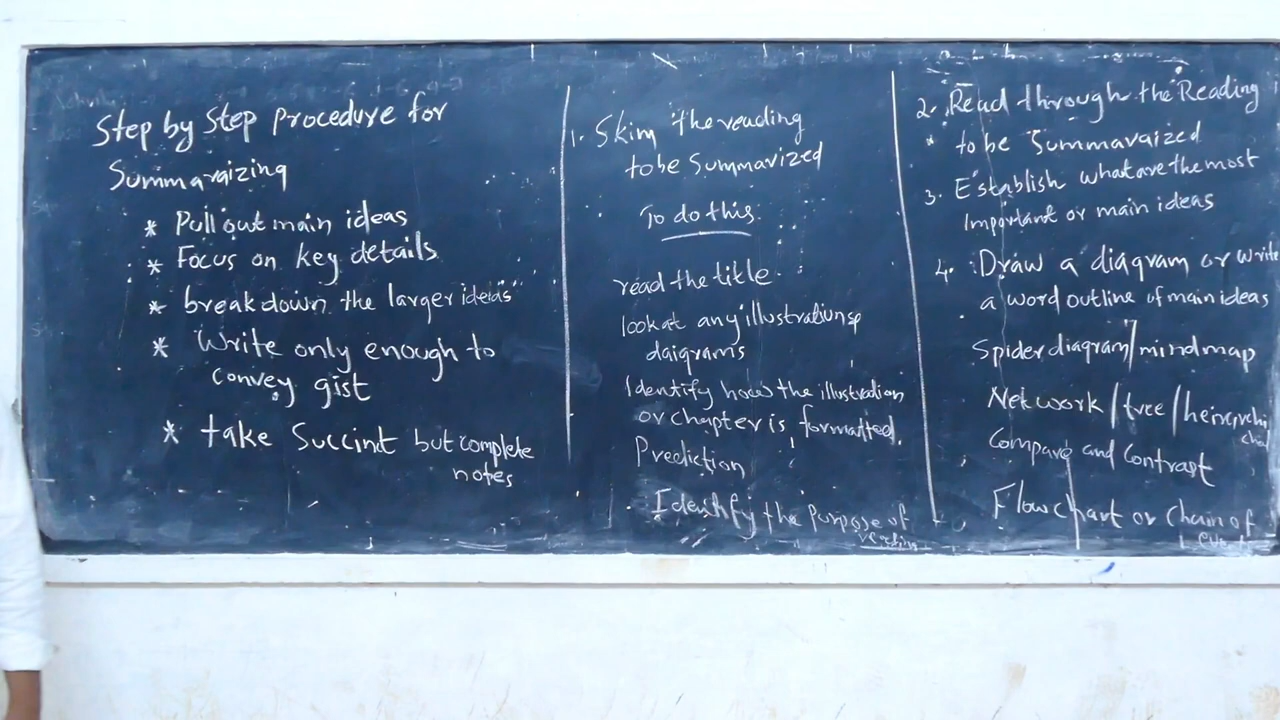 Step by Step procedure for
Summaraizing
* Pull out main ideas
* Focus on key details
* break down the larger ideas
* Write only enough to
convey gist
* take Succint but complete
notes
1. Skim the reading
to be Summarized
To do this:
read the title
look at any illustrations
daigrams
Identify how the illustration
or chapter is formatted.
Prediction
Identify the purpose of
reading
2. Read through the Reading
to be Summaraized
3. Establish what are the most
Important or main ideas
4. Draw a diagram or write
a word outline of main ideas
Spider diagram/mind map
Network/tree/
Compare and Contrast
Flow chart or Chain of